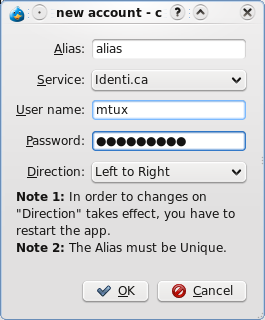 new account - c
Alias: alias
Service: Identi.ca
User name: mtux
Password: ●●●●●●●●●
Direction: Left to Right
Note 1: In order to changes on
"Direction" takes effect, you have to
restart the app.
Note 2: The Alias must be Unique.
OK Cancel